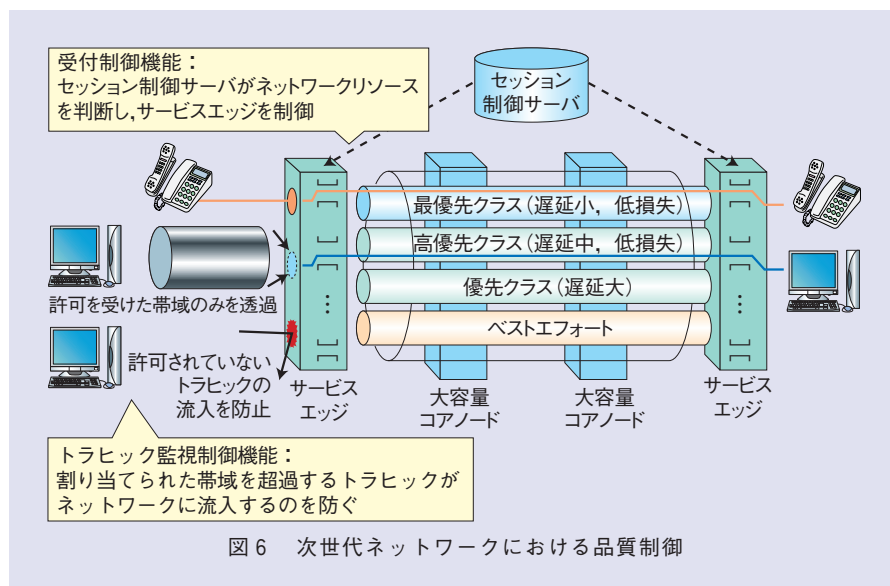 受付制御機能：
セッション制御サーバがネットワークリソース
を判断し,サービスエッジを制御
セッション
制御サーバ
最優先クラス（遅延小，低損失）
高優先クラス（遅延中，低損失）
優先クラス（遅延大）
ベストエフォート
許可を受けた帯域のみを透過
許可されていない
トラヒックの
流入を防止
サービス
エッジ
大容量
コアノード
大容量
コアノード
サービス
エッジ
トラヒック監視制御機能：
割り当てられた帯域を超過するトラヒックが
ネットワークに流入するのを防ぐ
図6 次世代ネットワークにおける品質制御